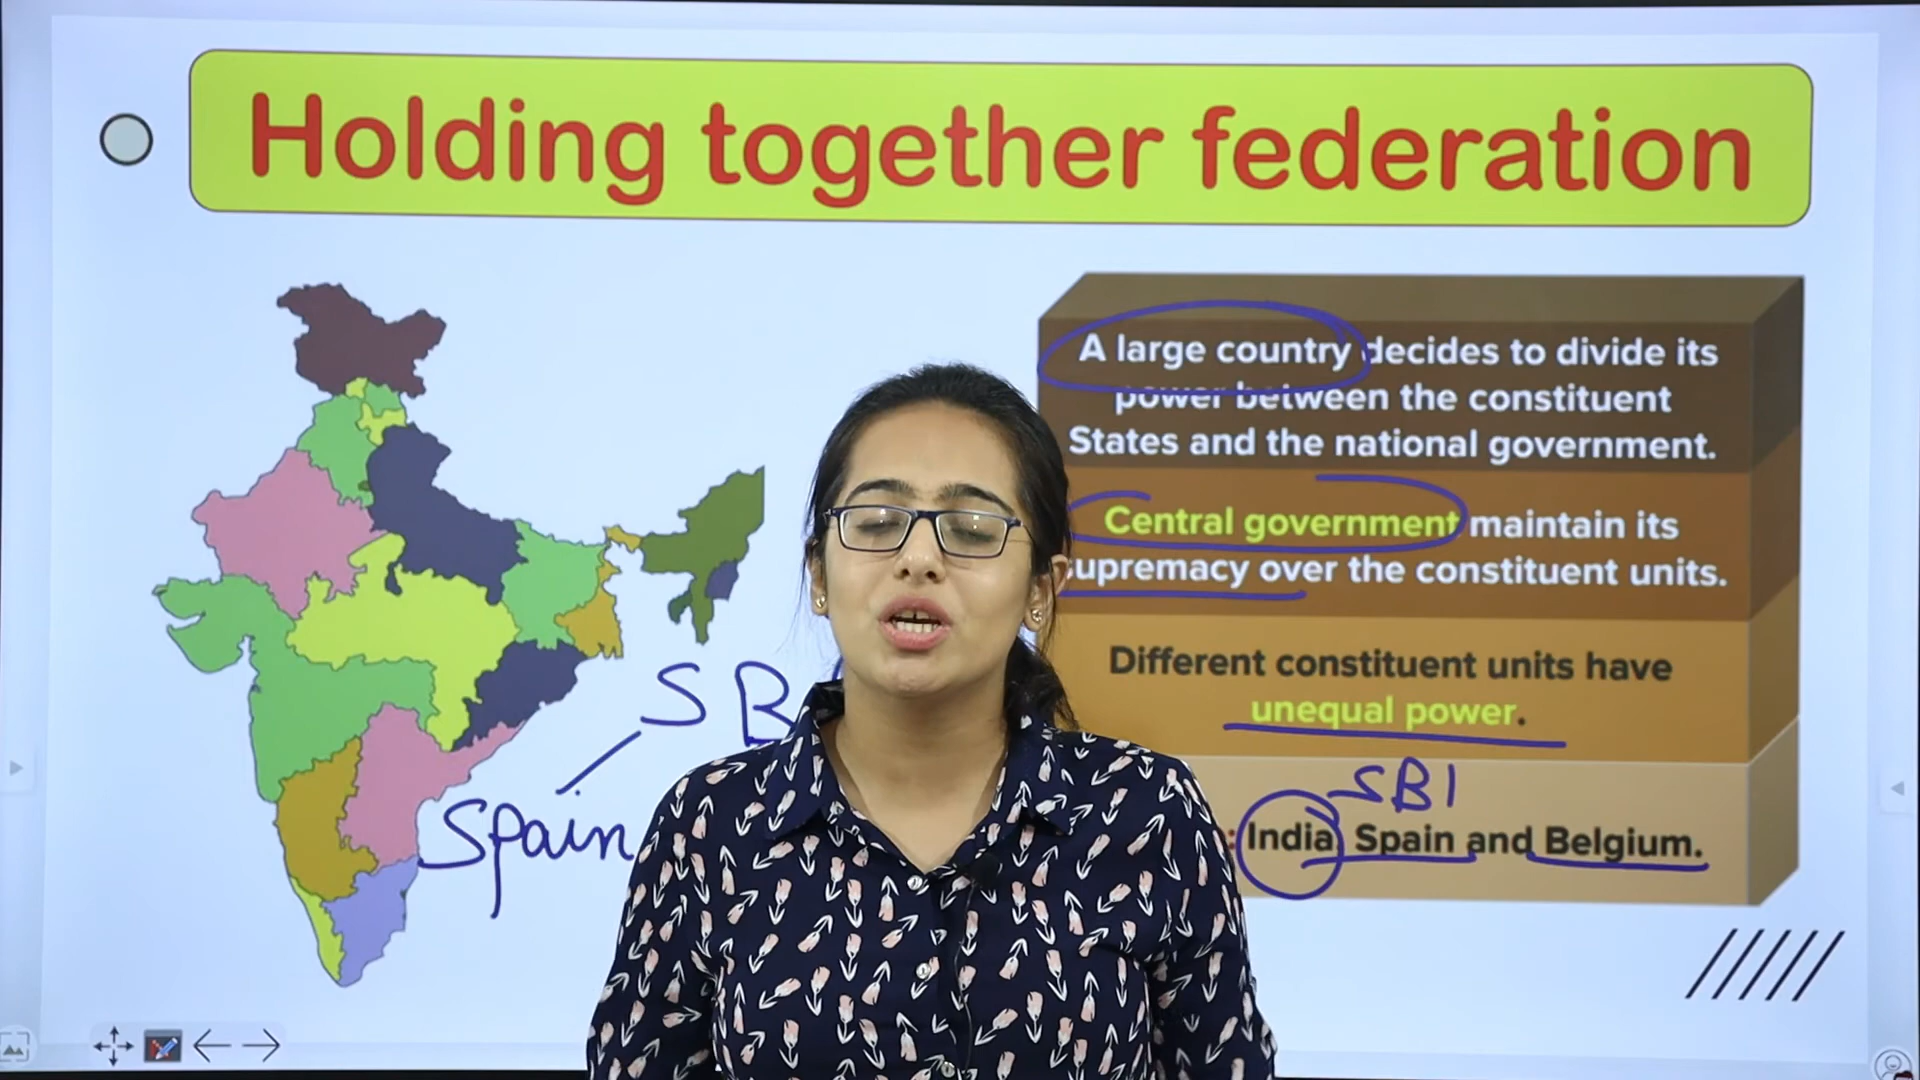 Holding together federation
A large country decides to divide its
power between the constituent
States and the national government.
Central government maintain its
supremacy over the constituent units.
Different constituent units have
unequal power.
SBI
: India, Spain and Belgium.
SB
Spain